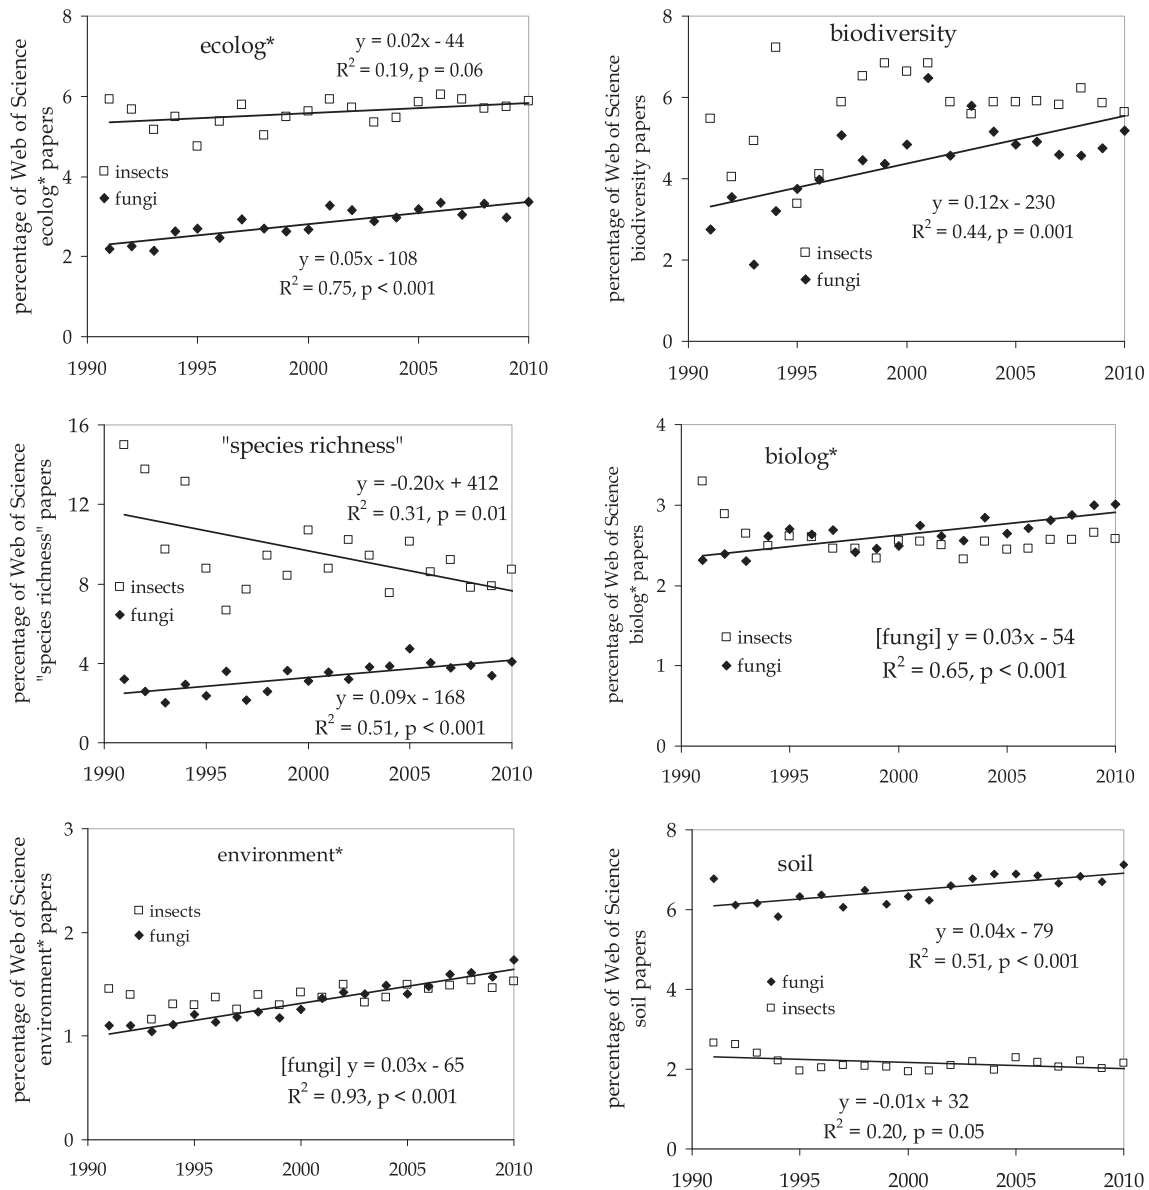 percentage of Web of Science
ecolog* papers
8
6
4
2
0
ecolog*
y = 0.02x - 44
R² = 0.19, p = 0.06
insects
fungi
y = 0.05x - 108
R² = 0.75, p < 0.001
1990 1995 2000 2005 2010
percentage of Web of Science
biodiversity papers
8
6
4
2
0
biodiversity
y = 0.12x - 230
R² = 0.44, p = 0.001
insects
fungi
1990 1995 2000 2005 2010
percentage of Web of Science
"species richness" papers
16
12
8
4
0
"species richness"
y = -0.20x + 412
R² = 0.31, p = 0.01
insects
fungi
y = 0.09x - 168
R² = 0.51, p < 0.001
1990 1995 2000 2005 2010
percentage of Web of Science
biolog* papers
4
3
2
1
0
biolog*
insects
fungi
[fungi] y = 0.03x - 54
R² = 0.65, p < 0.001
1990 1995 2000 2005 2010
percentage of Web of Science
environment* papers
3
2
1
0
environment*
insects
fungi
[fungi] y = 0.03x - 65
R² = 0.93, p < 0.001
1990 1995 2000 2005 2010
percentage of Web of Science
soil papers
8
6
4
2
0
soil
y = 0.04x - 79
R² = 0.51, p < 0.001
fungi
insects
y = -0.01x + 32
R² = 0.20, p = 0.05
1990 1995 2000 2005 2010